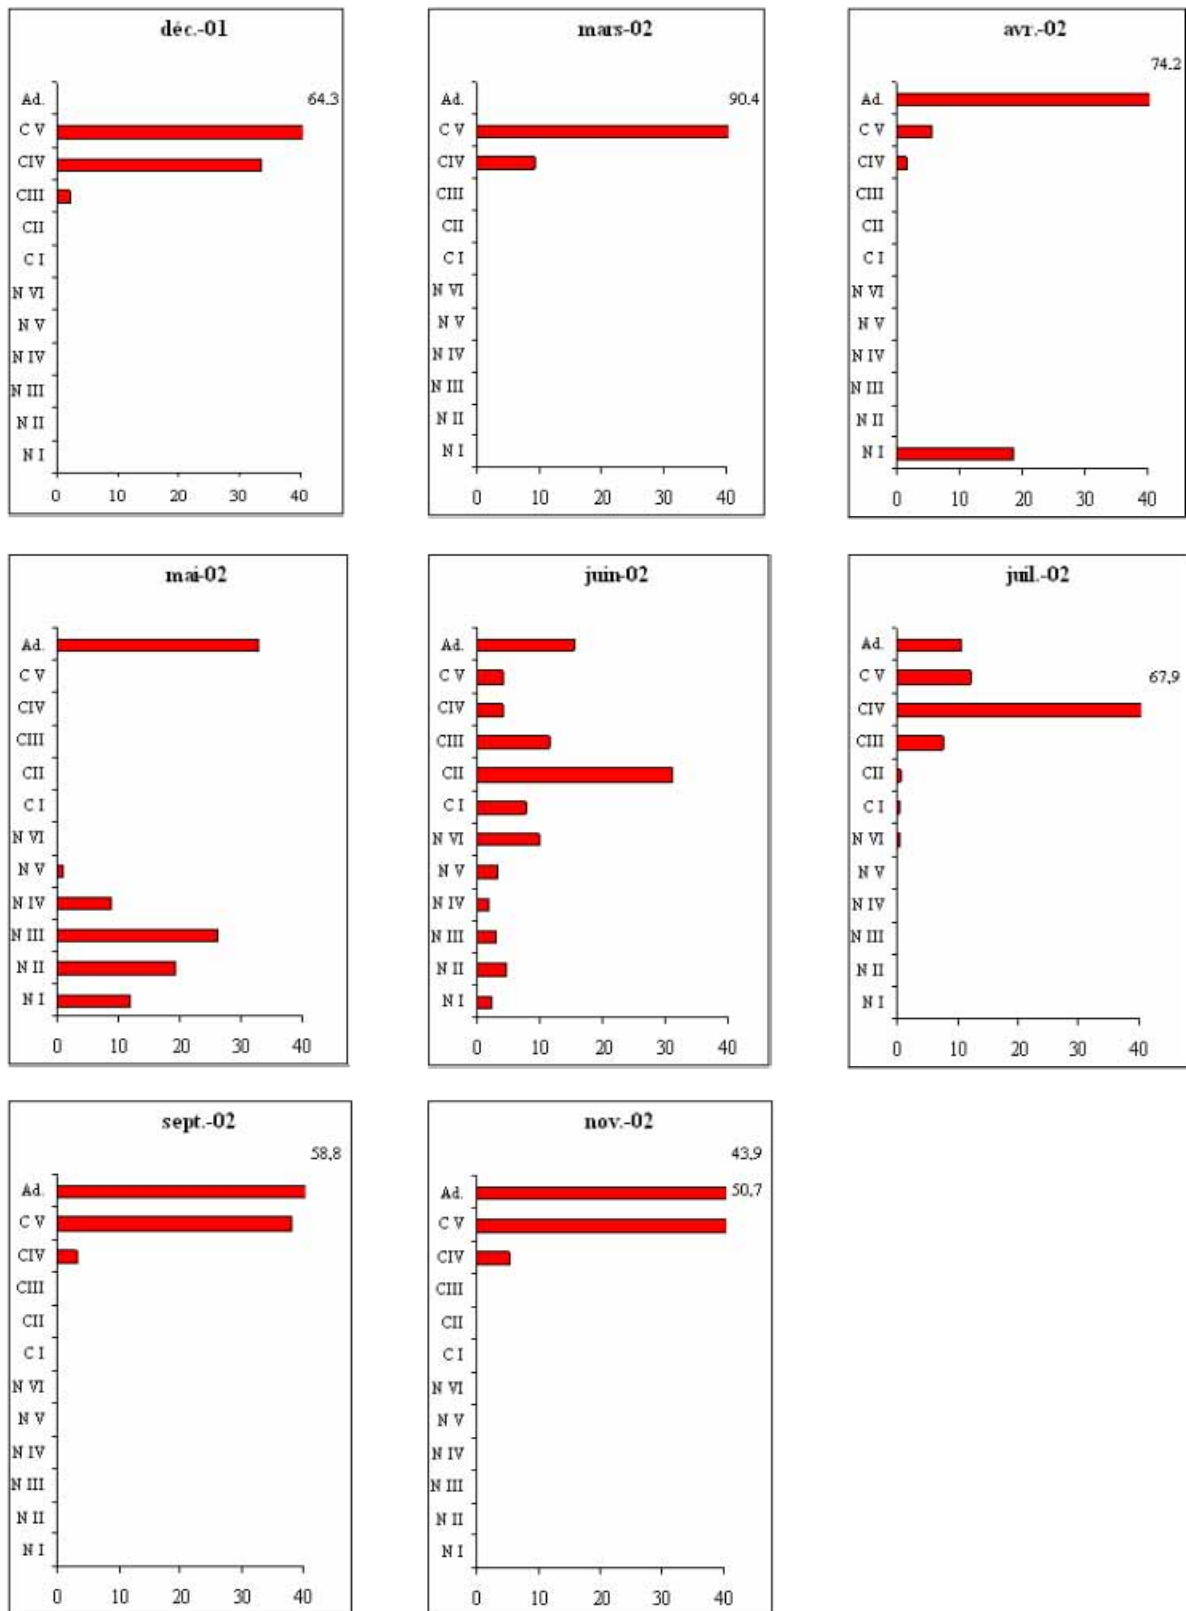 déc.-01
64.3
Ad.
C V
CIV
CIII
CII
C I
N VI
N V
N IV
N III
N II
N I
0 10 20 30 40
mars-02
90.4
Ad.
C V
CIV
CIII
CII
C I
N VI
N V
N IV
N III
N II
N I
0 10 20 30 40
avr.-02
74.2
Ad.
C V
CIV
CIII
CII
C I
N VI
N V
N IV
N III
N II
N I
0 10 20 30 40
mai-02
Ad.
C V
CIV
CIII
CII
C I
N VI
N V
N IV
N III
N II
N I
0 10 20 30 40
juin-02
Ad.
C V
CIV
CIII
CII
C I
N VI
N V
N IV
N III
N II
N I
0 10 20 30 40
juil.-02
Ad.
C V
67,9
CIV
CIII
CII
C I
N VI
N V
N IV
N III
N II
N I
0 10 20 30 40
sept.-02
58,8
Ad.
C V
CIV
CIII
CII
C I
N VI
N V
N IV
N III
N II
N I
0 10 20 30 40
nov.-02
43,9
Ad. 50,7
C V
CIV
CIII
CII
C I
N VI
N V
N IV
N III
N II
N I
0 10 20 30 40